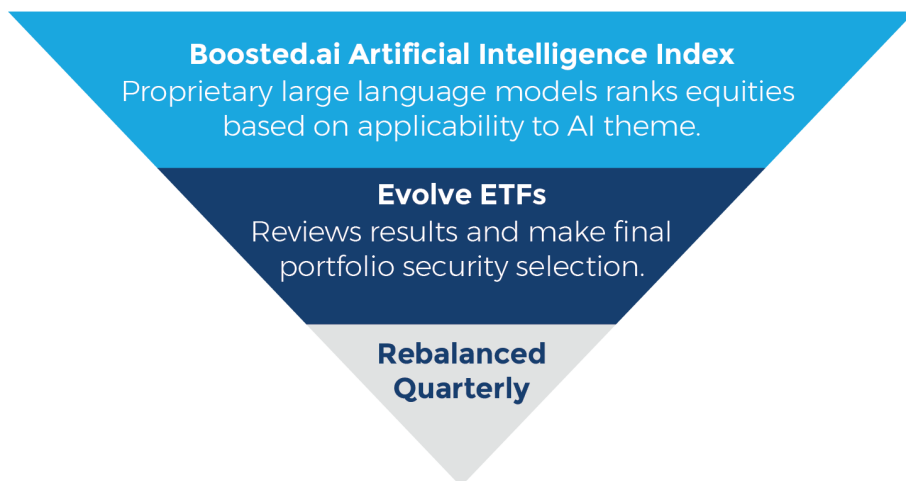 Boosted.ai Artificial Intelligence Index
Proprietary large language models ranks equities
based on applicability to AI theme.
Evolve ETFs
Reviews results and make final
portfolio security selection.
Rebalanced
Quarterly